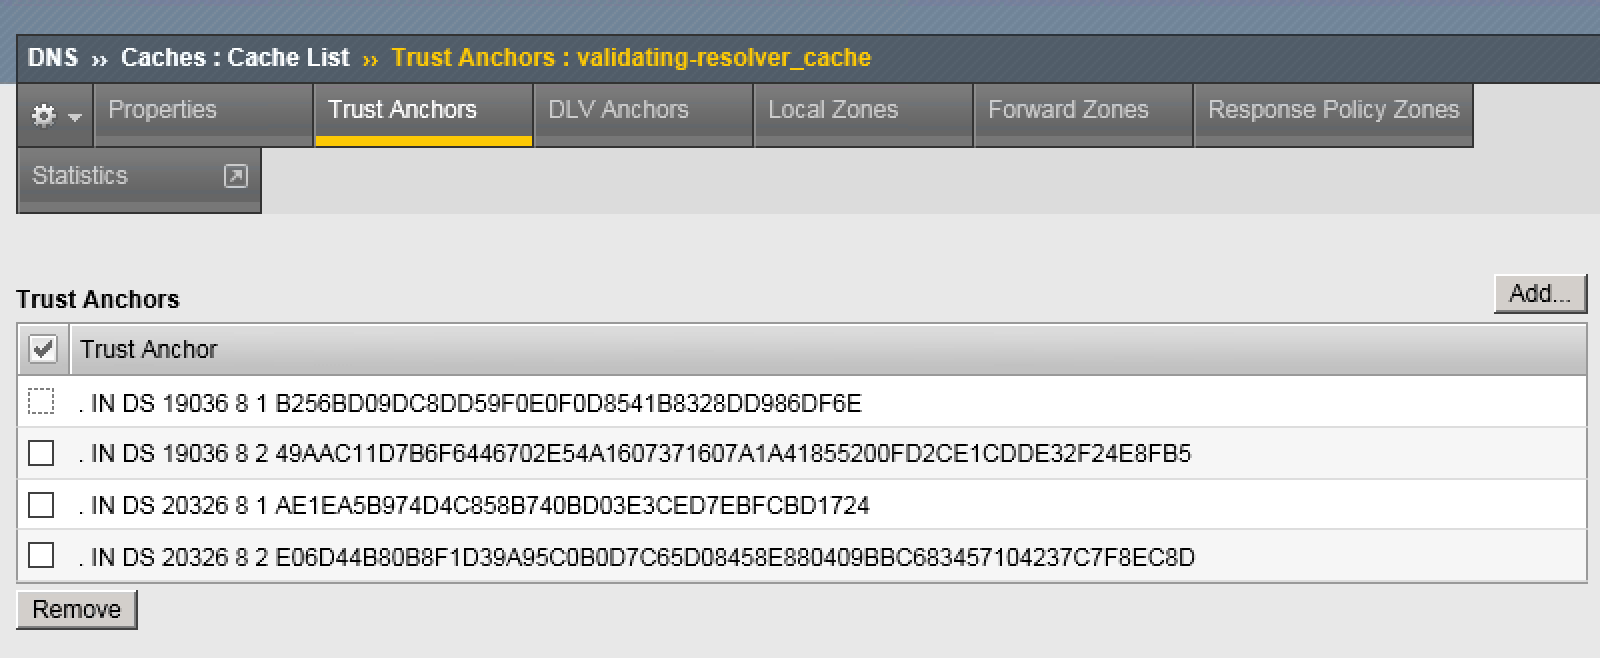 DNS ›› Caches : Cache List ›› Trust Anchors : validating-resolver_cache
Properties Trust Anchors DLV Anchors Local Zones Forward Zones Response Policy Zones
Statistics
Trust Anchors Add...
Trust Anchor
. IN DS 19036 8 1 B256BD09DC8DD59F0E0F0D8541B8328DD986DF6E
. IN DS 19036 8 2 49AAC11D7B6F6446702E54A1607371607A1A41855200FD2CE1CDDE32F24E8FB5
. IN DS 20326 8 1 AE1EA5B974D4C858B740BD03E3CED7EBFCBD1724
. IN DS 20326 8 2 E06D44B80B8F1D39A95C0B0D7C65D08458E880409BBC683457104237C7F8EC8D
Remove